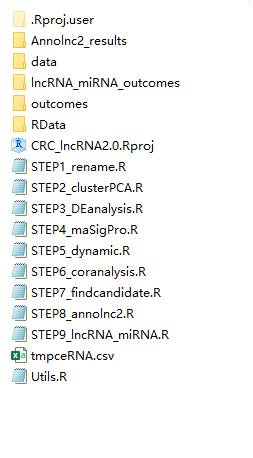 .Rproj.user
Annolnc2_results
data
lncRNA_miRNA_outcomes
outcomes
RData
CRC_lncRNA2.0.Rproj
STEP1_rename.R
STEP2_clusterPCA.R
STEP3_DEanalysis.R
STEP4_maSigPro.R
STEP5_dynamic.R
STEP6_coranalysis.R
STEP7_findcandidate.R
STEP8_annolnc2.R
STEP9_lncRNA_miRNA.R
tmpceRNA.csv
Utils.R